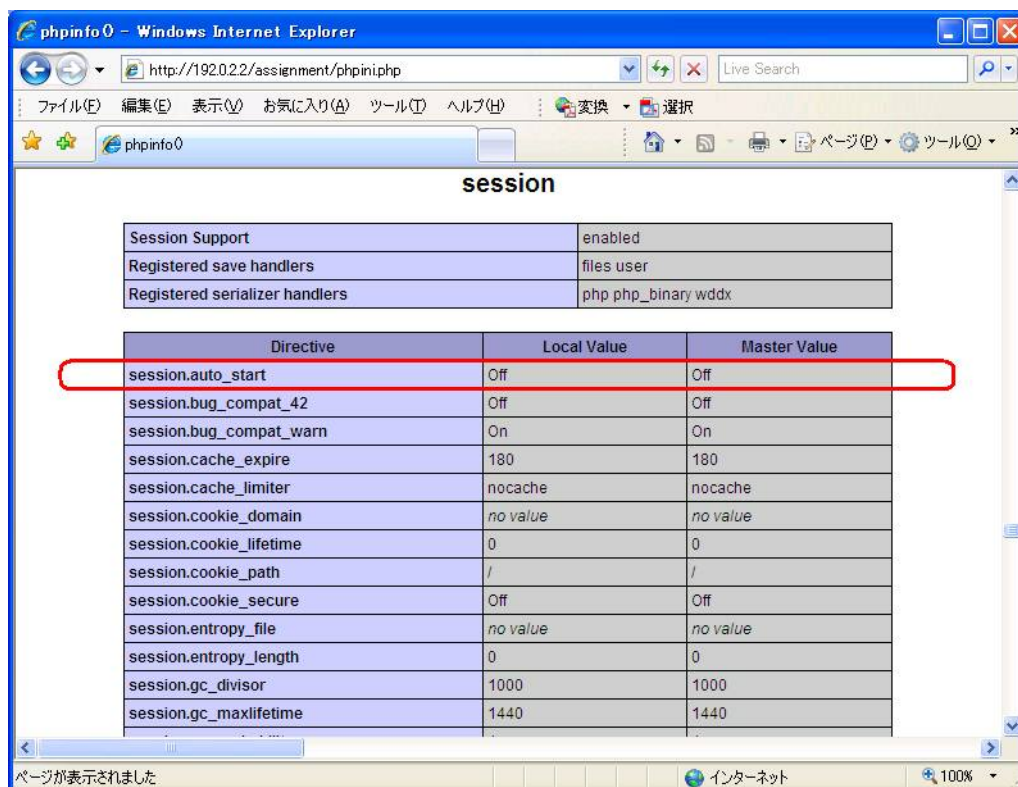 phpinfo() - Windows Internet Explorer
http://192.0.2.2/assignment/phpini.php Live Search
ファイル(F) 編集(E) 表示(V) お気に入り(A) ツール(T) ヘルプ(H) 変換 選択
phpinfo() ページ(P) ツール(O) »
session
Session Support enabled
Registered save handlers files user
Registered serializer handlers php php_binary wddx
Directive Local Value Master Value
session.auto_start Off Off
session.bug_compat_42 Off Off
session.bug_compat_warn On On
session.cache_expire 180 180
session.cache_limiter nocache nocache
session.cookie_domain no value no value
session.cookie_lifetime 0 0
session.cookie_path / /
session.cookie_secure Off Off
session.entropy_file no value no value
session.entropy_length 0 0
session.gc_divisor 1000 1000
session.gc_maxlifetime 1440 1440
ページが表示されました インターネット 100%